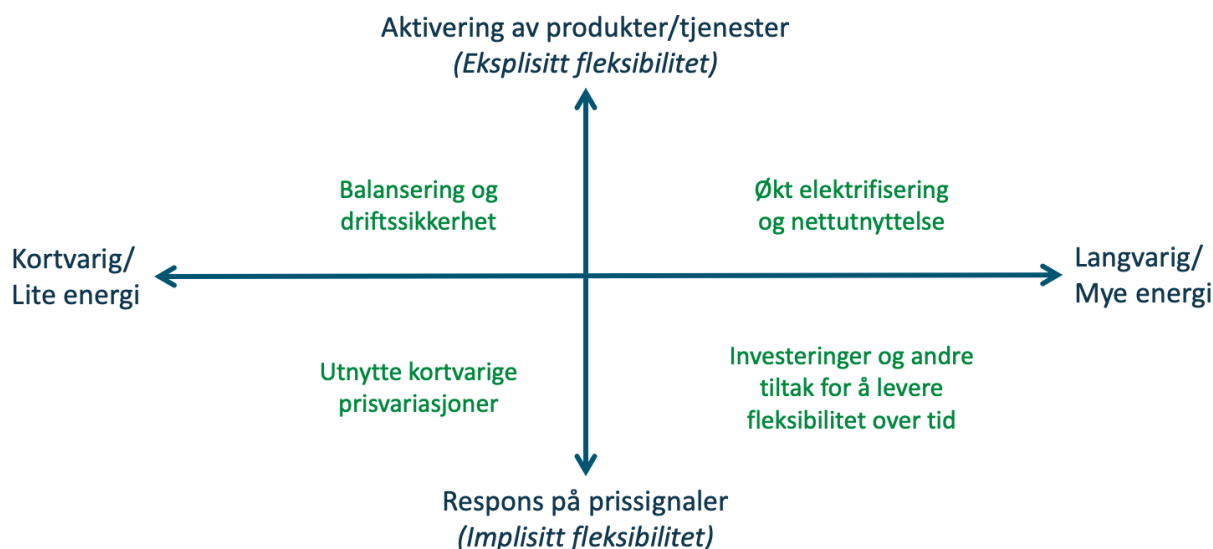 Aktivering av produkter/tjenester
(Eksplisitt fleksibilitet)
Balansering og
driftssikkerhet
Økt elektrifisering
og nettutnyttelse
Kortvarig/
Lite energi
Langvarig/
Mye energi
Utnytte kortvarige
prisvariasjoner
Investeringer og andre
tiltak for å levere
fleksibilitet over tid
Respons på prissignaler
(Implisitt fleksibilitet)